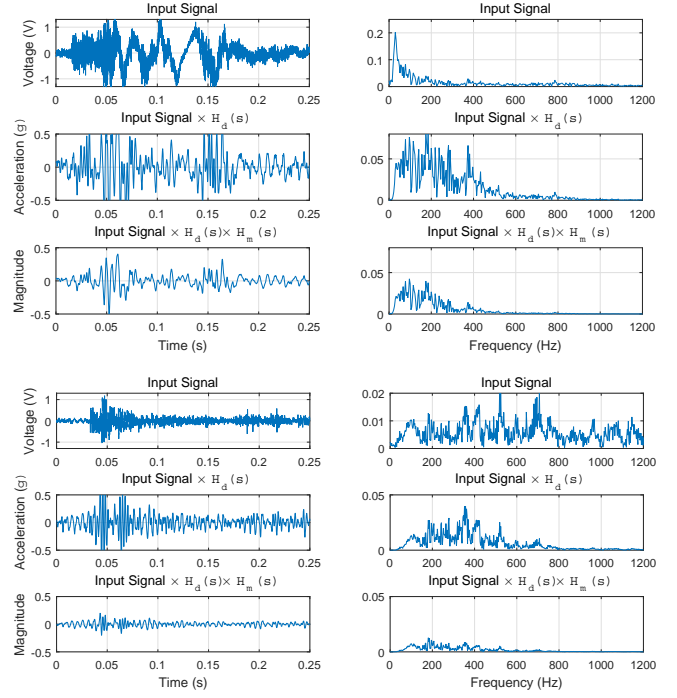 Input Signal
Voltage (V)
1
0
-1
0 0.05 0.1 0.15 0.2 0.25
Input Signal
0.2
0.1
0
0 200 400 600 800 1000 1200
Input Signal × H_d(s)
Acceleration (g)
0.5
0
-0.5
0 0.05 0.1 0.15 0.2 0.25
Input Signal × H_d(s)
0.05
0
0 200 400 600 800 1000 1200
Input Signal × H_d(s)× H_m(s)
Magnitude
0.5
0
-0.5
0 0.05 0.1 0.15 0.2 0.25
Time (s)
Input Signal × H_d(s)× H_m(s)
0.05
0
0 200 400 600 800 1000 1200
Frequency (Hz)
Input Signal
Voltage (V)
1
0
-1
0 0.05 0.1 0.15 0.2 0.25
Input Signal
0.02
0.01
0
0 200 400 600 800 1000 1200
Input Signal × H_d(s)
Acceleration (g)
0.5
0
-0.5
0 0.05 0.1 0.15 0.2 0.25
Input Signal × H_d(s)
0.05
0
0 200 400 600 800 1000 1200
Input Signal × H_d(s)× H_m(s)
Magnitude
0.5
0
-0.5
0 0.05 0.1 0.15 0.2 0.25
Time (s)
Input Signal × H_d(s)× H_m(s)
0.05
0
0 200 400 600 800 1000 1200
Frequency (Hz)